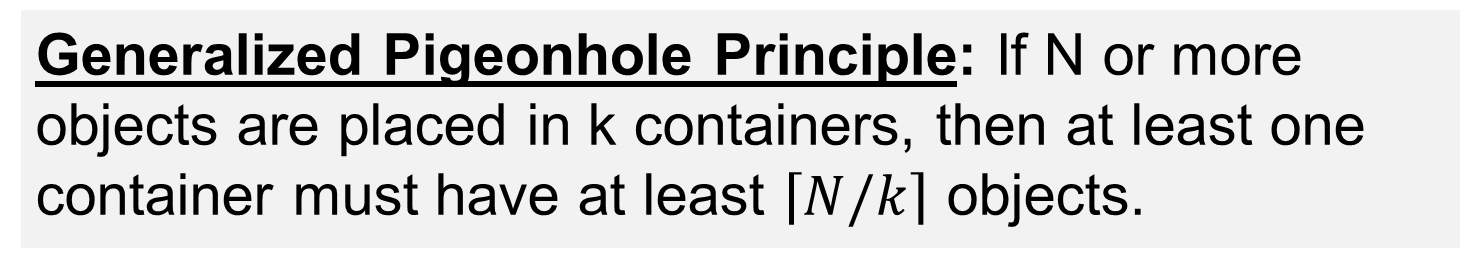 Generalized Pigeonhole Principle: If N or more
objects are placed in k containers, then at least one
container must have at least ⌈N/k⌉ objects.